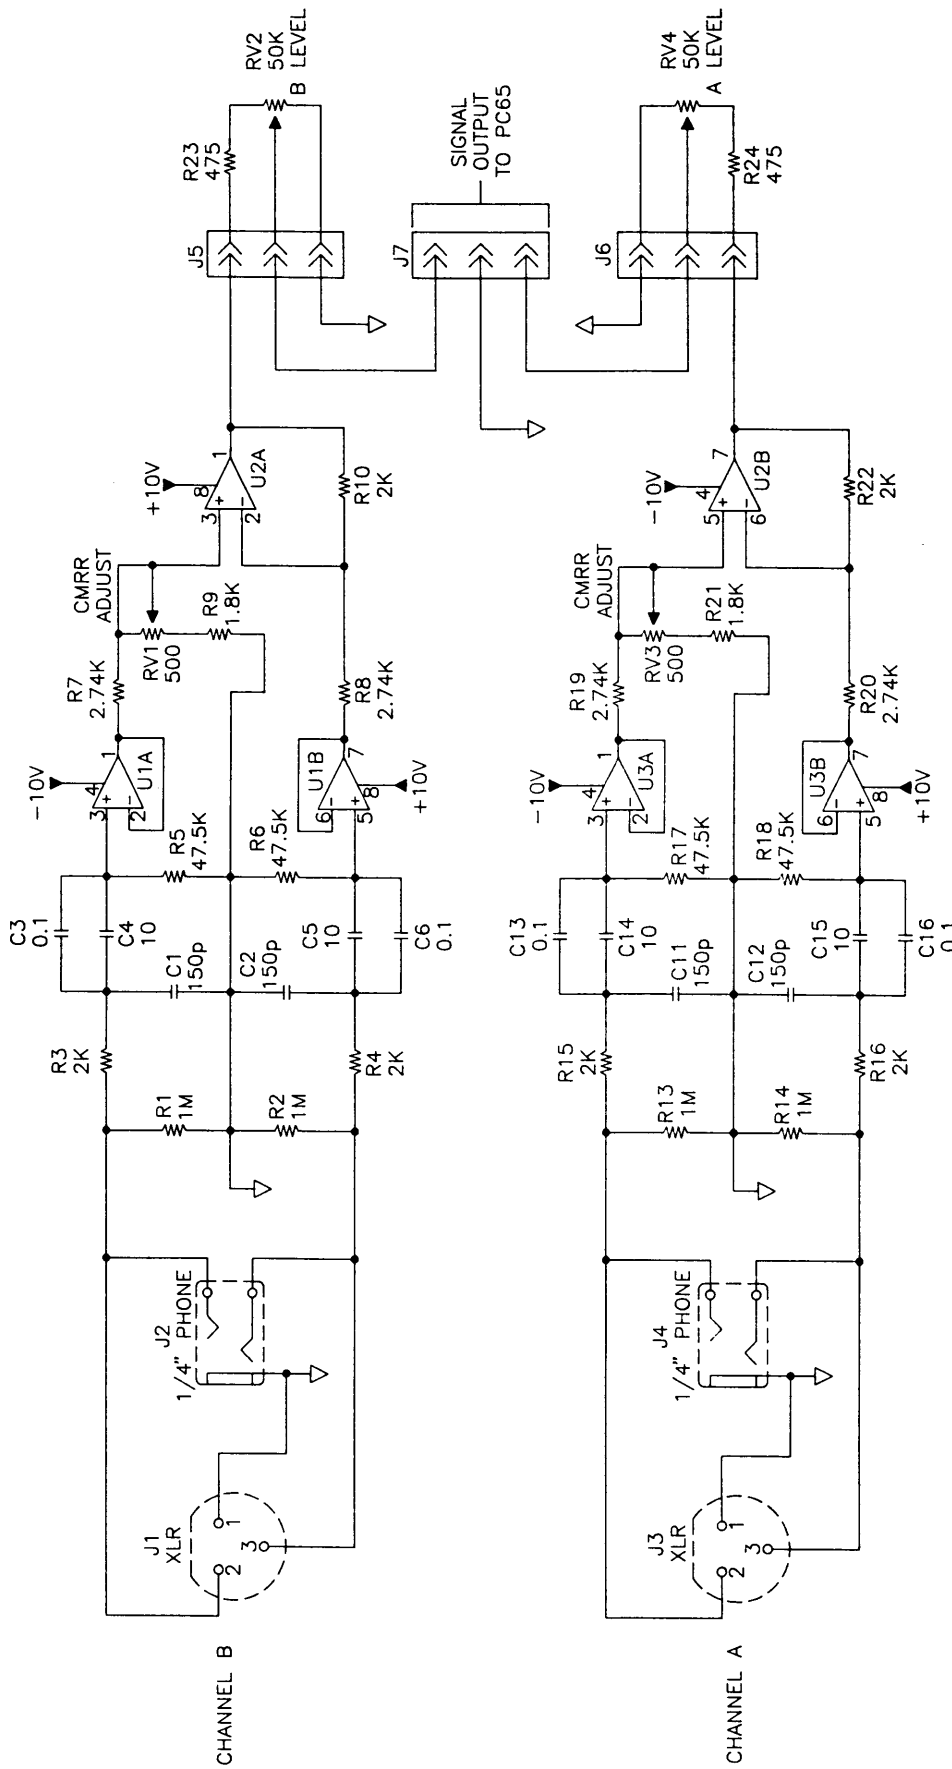 CHANNEL B
J1
XLR
2
1
3
J2
1/4" PHONE
R1
1M
R2
1M
R3
2K
R4
2K
C1
150p
C2
150p
C3
0.1
C4
10
C5
10
C6
0.1
R5
47.5K
R6
47.5K
-10V
4
3
+
2
-
1
U1A
6
-
5
+
7
8
U1B
+10V
R7
2.74K
R8
2.74K
CMRR
ADJUST
RV1
500
R9
1.8K
+10V
8
3
+
2
-
1
U2A
R10
2K
J5
R23
475
RV2
50K
B LEVEL
J7
SIGNAL
OUTPUT
TO PC65
CHANNEL A
J3
XLR
2
1
3
J4
1/4" PHONE
R13
1M
R14
1M
R15
2K
R16
2K
C11
150p
C12
150p
C13
0.1
C14
10
C15
10
C16
0.1
R17
47.5K
R18
47.5K
-10V
4
3
+
2
-
1
U3A
6
-
5
+
7
8
U3B
+10V
R19
2.74K
R20
2.74K
CMRR
ADJUST
RV3
500
R21
1.8K
-10V
4
5
+
6
-
7
U2B
R22
2K
J6
R24
475
RV4
50K
A LEVEL